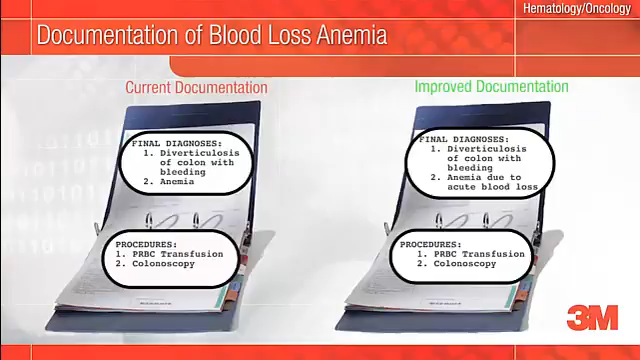 Hematology/Oncology
Documentation of Blood Loss Anemia
Current Documentation
FINAL DIAGNOSES:
1. Diverticulosis
of colon with
bleeding
2. Anemia
PROCEDURES:
1. PRBC Transfusion
2. Colonoscopy
Improved Documentation
FINAL DIAGNOSES:
1. Diverticulosis
of colon with
bleeding
2. Anemia due to
acute blood loss
PROCEDURES:
1. PRBC Transfusion
2. Colonoscopy
3M